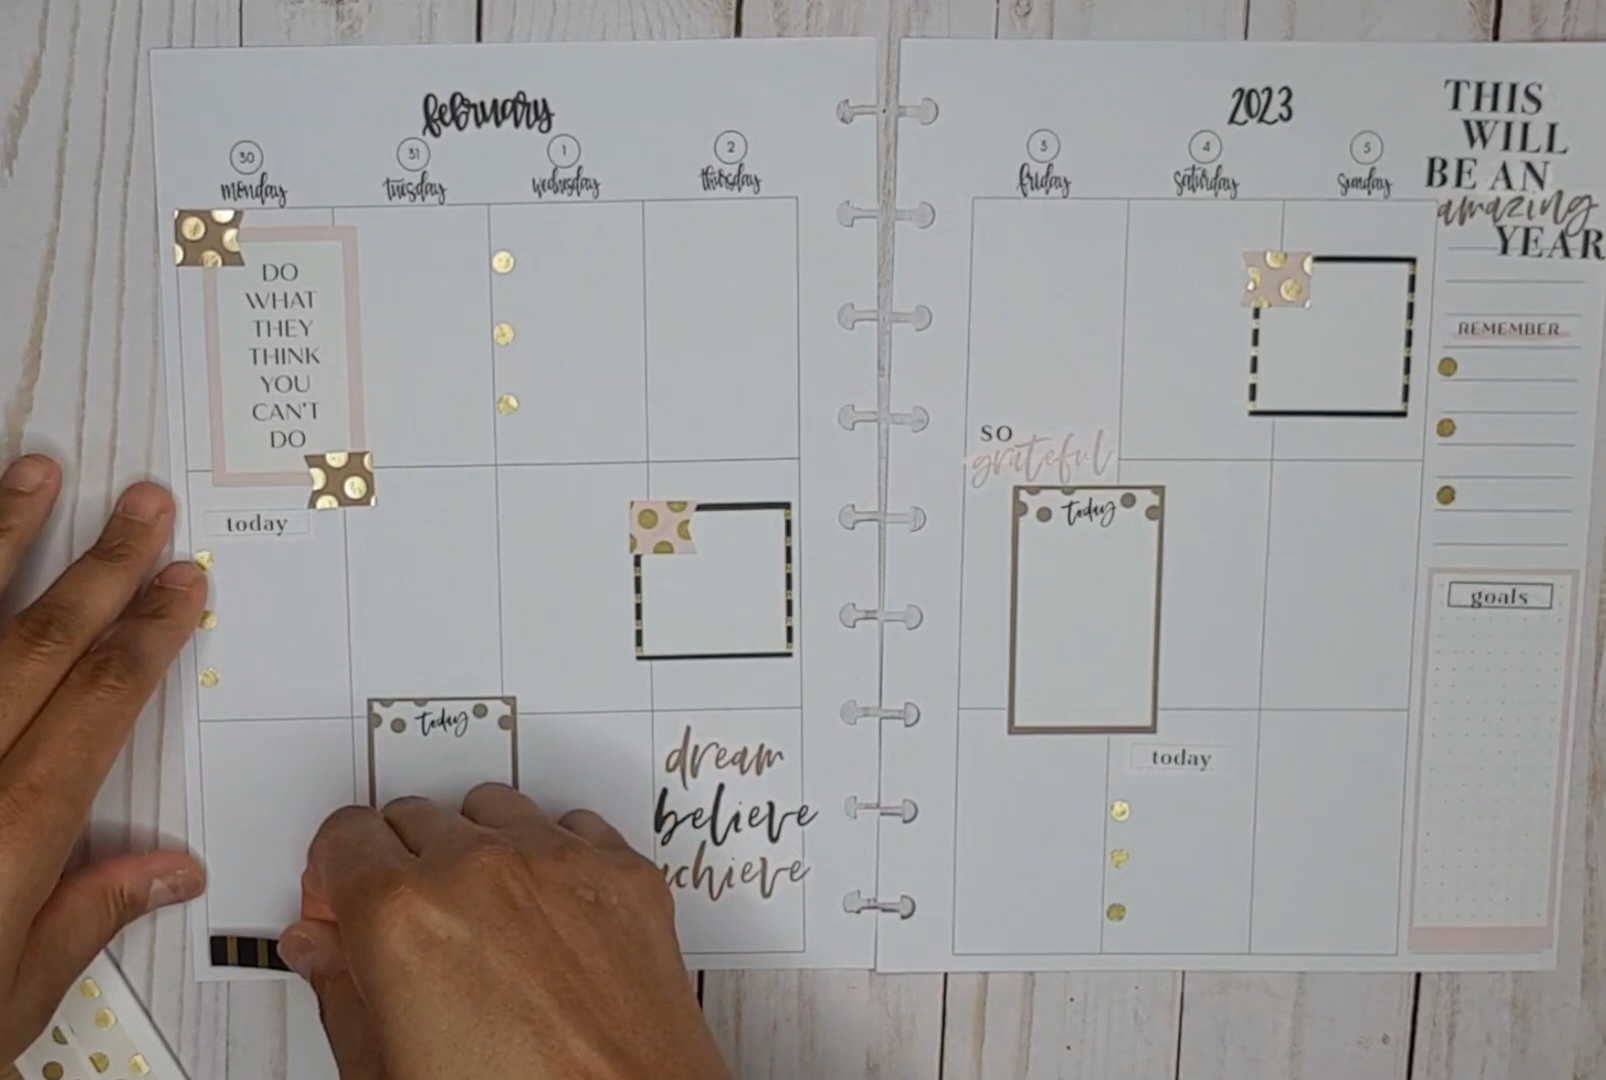 february
30
31
1
2
monday
tuesday
wednesday
thursday
DO
WHAT
THEY
THINK
YOU
CAN'T
DO
today
today
dream
believe
achieve
2023
3
4
5
friday
saturday
sunday
SO
grateful
today
today
THIS
WILL
BE AN
amazing
YEAR
REMEMBER
goals